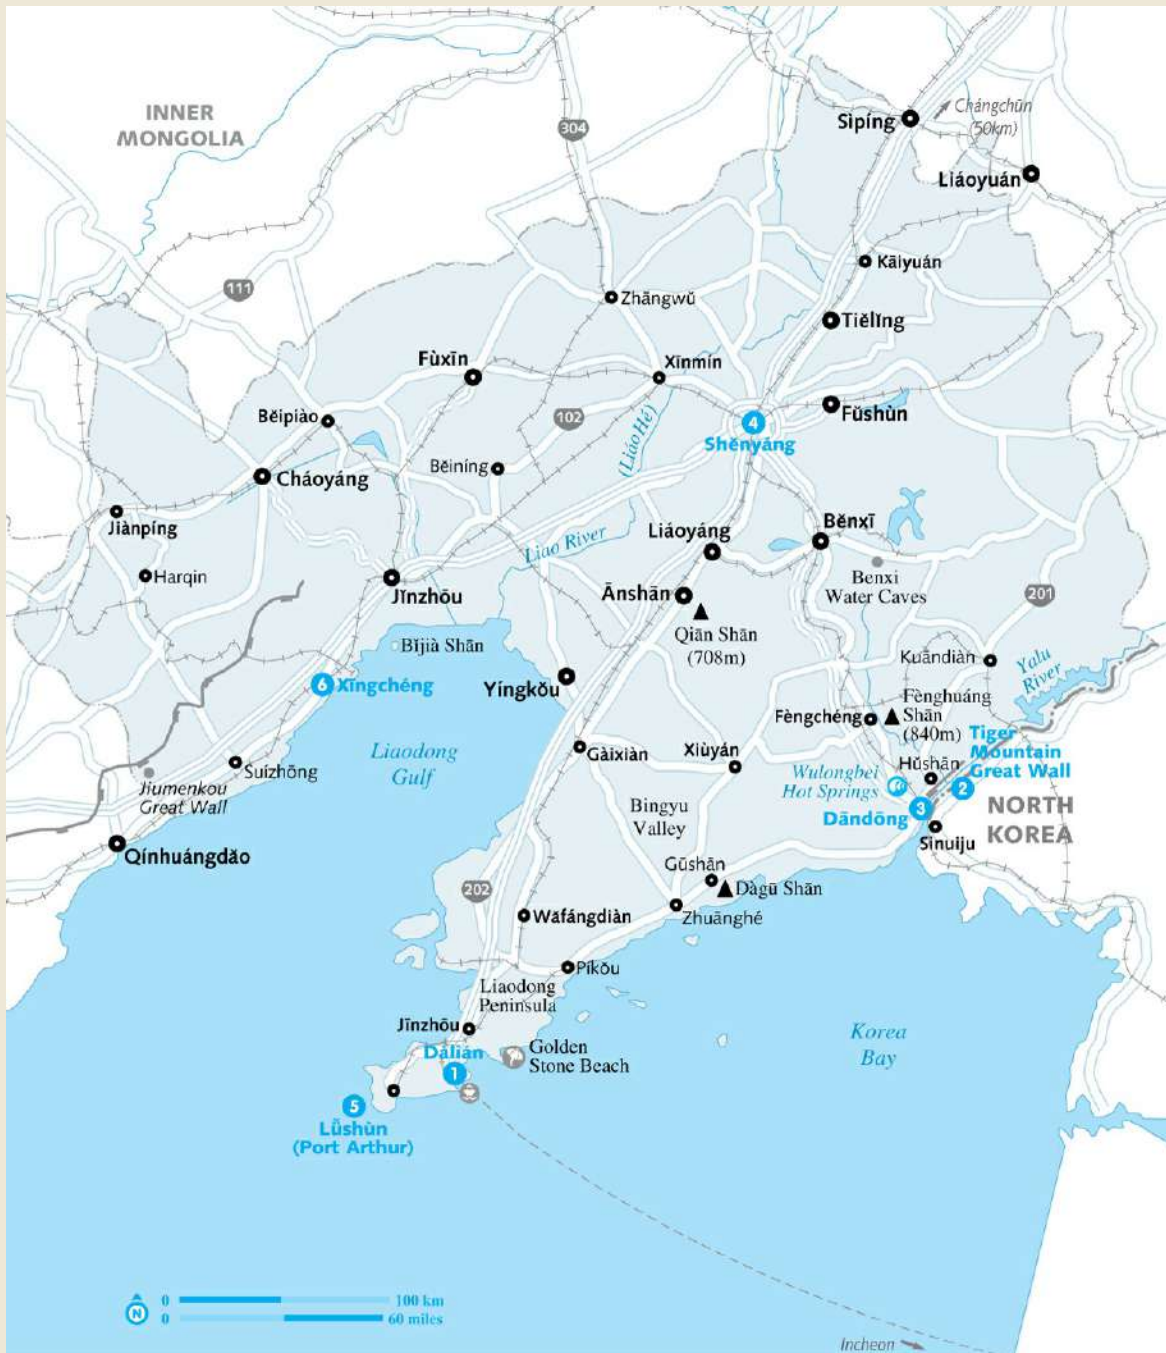 INNER
MONGOLIA
304
Sìpíng
Chángchūn
(50km)
Liáoyuán
111
Kāiyuán
Zhāngwǔ
Tiělǐng
Fùxīn
Xīnmín
Běipiào
102
Fǔshùn
4
Shěnyáng
(Liáo Hé)
Běiníng
Cháoyáng
Jiànpíng
Liáoyáng
Běnxī
Liao River
Harqin
Jǐnzhōu
Ānshān
Benxi
Water Caves
201
Qiān Shān
(708m)
Bǐjià Shān
Kuāndiàn
Yalu
River
6
Xīngchéng
Yíngkǒu
Fèngchéng
Fènghuáng
Shān
(840m)
Tiger
Mountain
Great Wall
Liaodong
Gulf
Gàixiàn
Xiùyán
Suízhōng
Jiumenkou
Great Wall
Wulongbei
Hot Springs
Hǔshān
2
Bingyu
Valley
Dāndōng
3
NORTH
KOREA
Sinuiju
Qínhuángdǎo
Gūshān
202
Dàgū Shān
Wāfángdiàn
Zhuānghé
Píkǒu
Liaodong
Peninsula
Jīnzhōu
Korea
Bay
Dàlián
1
Golden
Stone Beach
5
Lǚshùn
(Port Arthur)
N
0
100 km
0
60 miles
Incheon